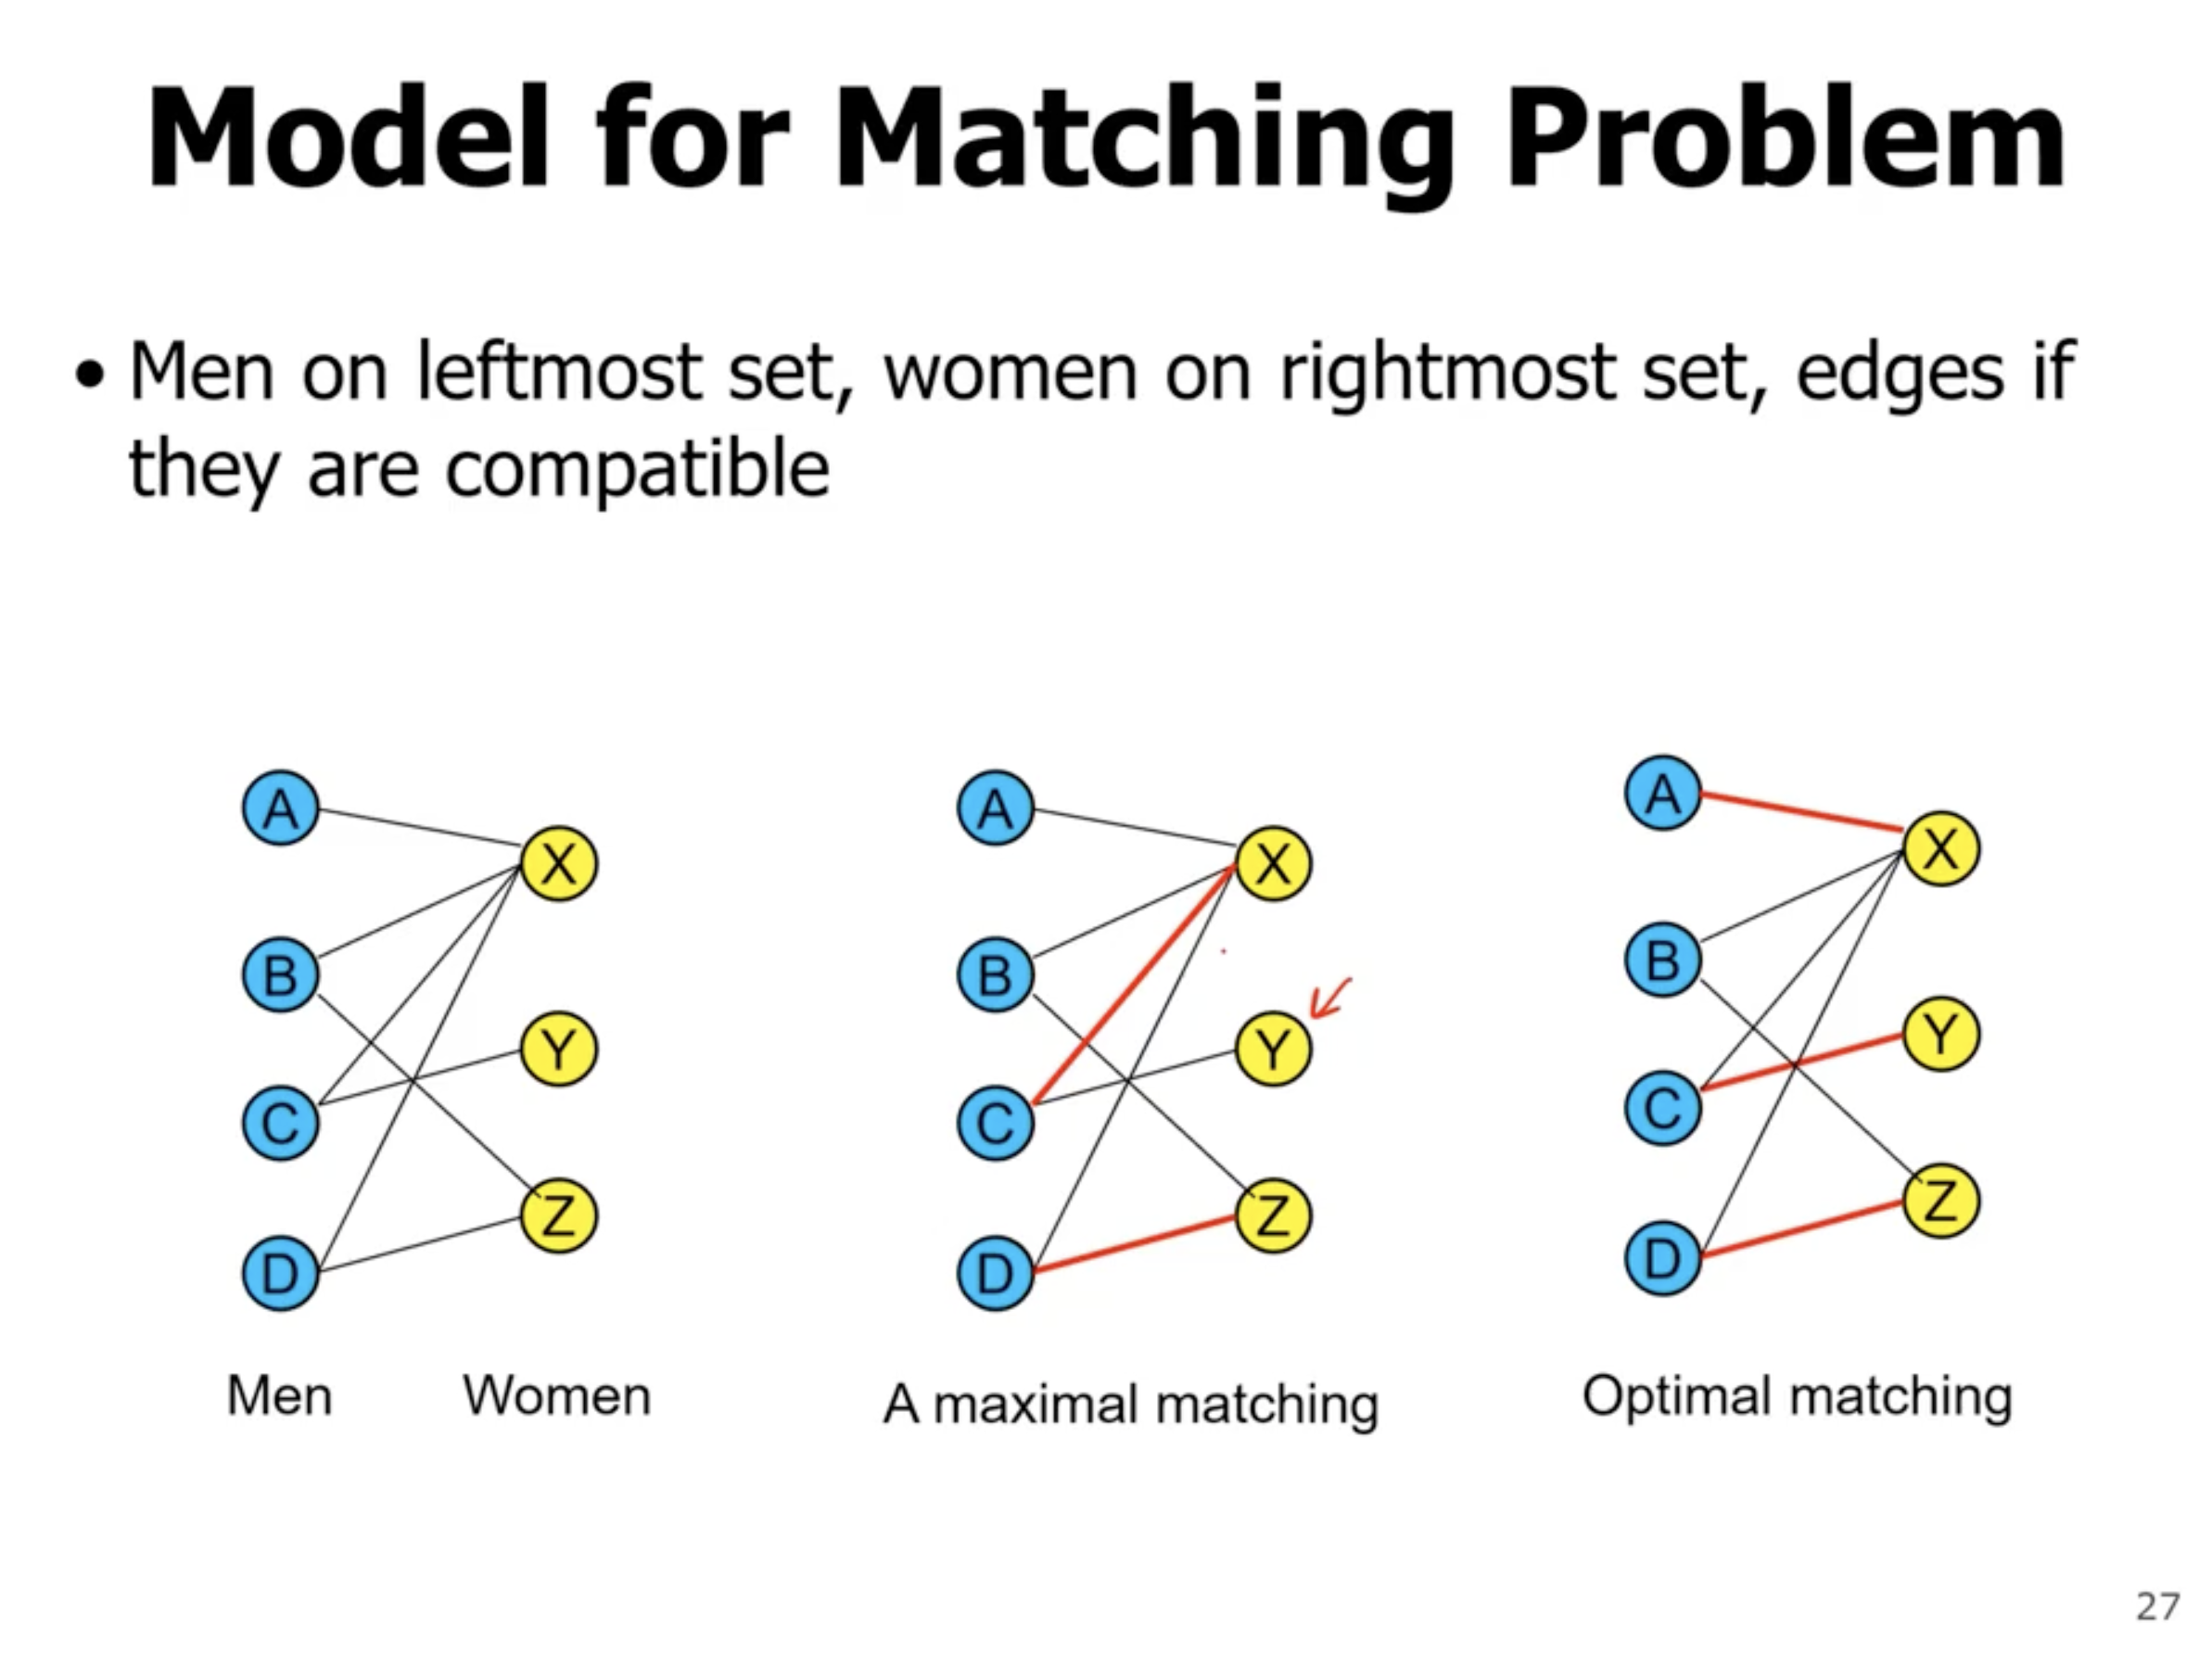 Model for Matching Problem
• Men on leftmost set, women on rightmost set, edges if
they are compatible
A
X
B
Y
C
Z
D
Men Women
A
X
B
Y
C
Z
D
A maximal matching
A
X
B
Y
C
Z
D
Optimal matching
27